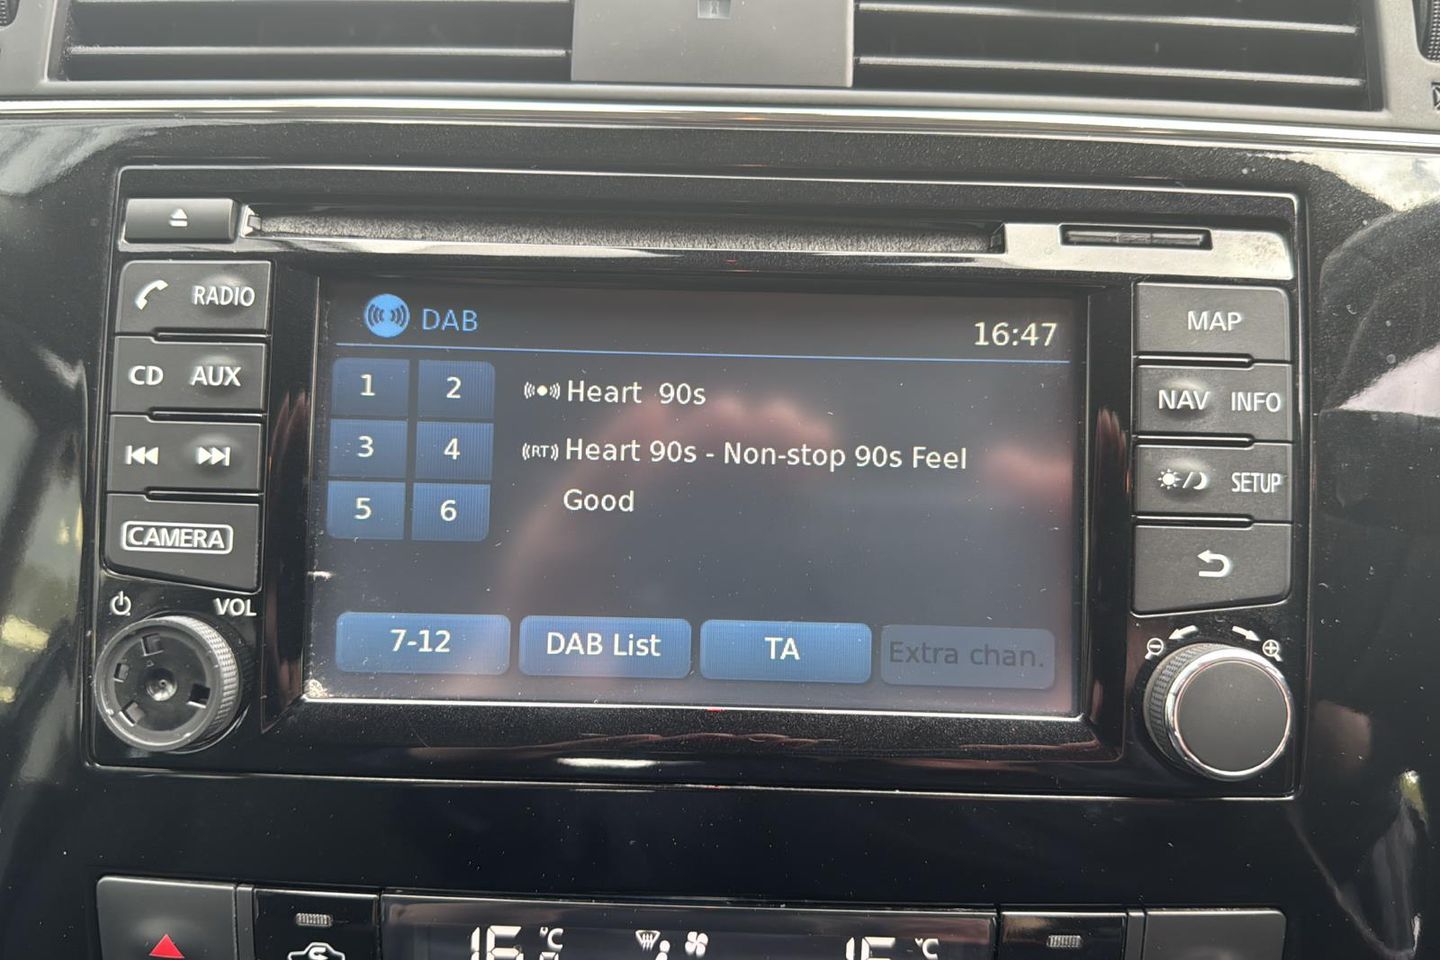 RADIO
CD AUX
CAMERA
VOL
DAB
16:47
1 2
3 4
5 6
Heart 90s
(RT) Heart 90s - Non-stop 90s Feel
Good
7-12 DAB List TA Extra chan.
MAP
NAV INFO
SETUP
°C
°C